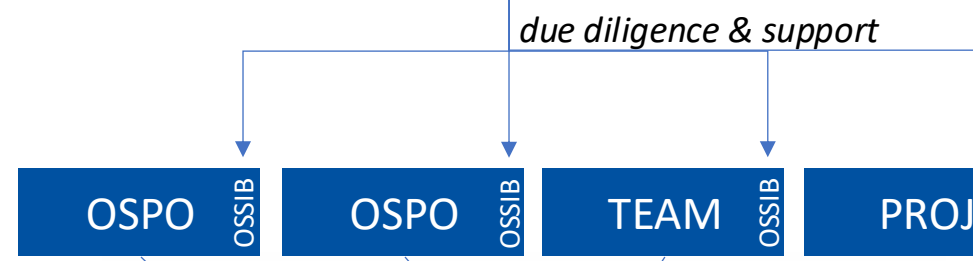 due diligence & support
OSPO OSSIB
OSPO OSSIB
TEAM OSSIB
PROJ